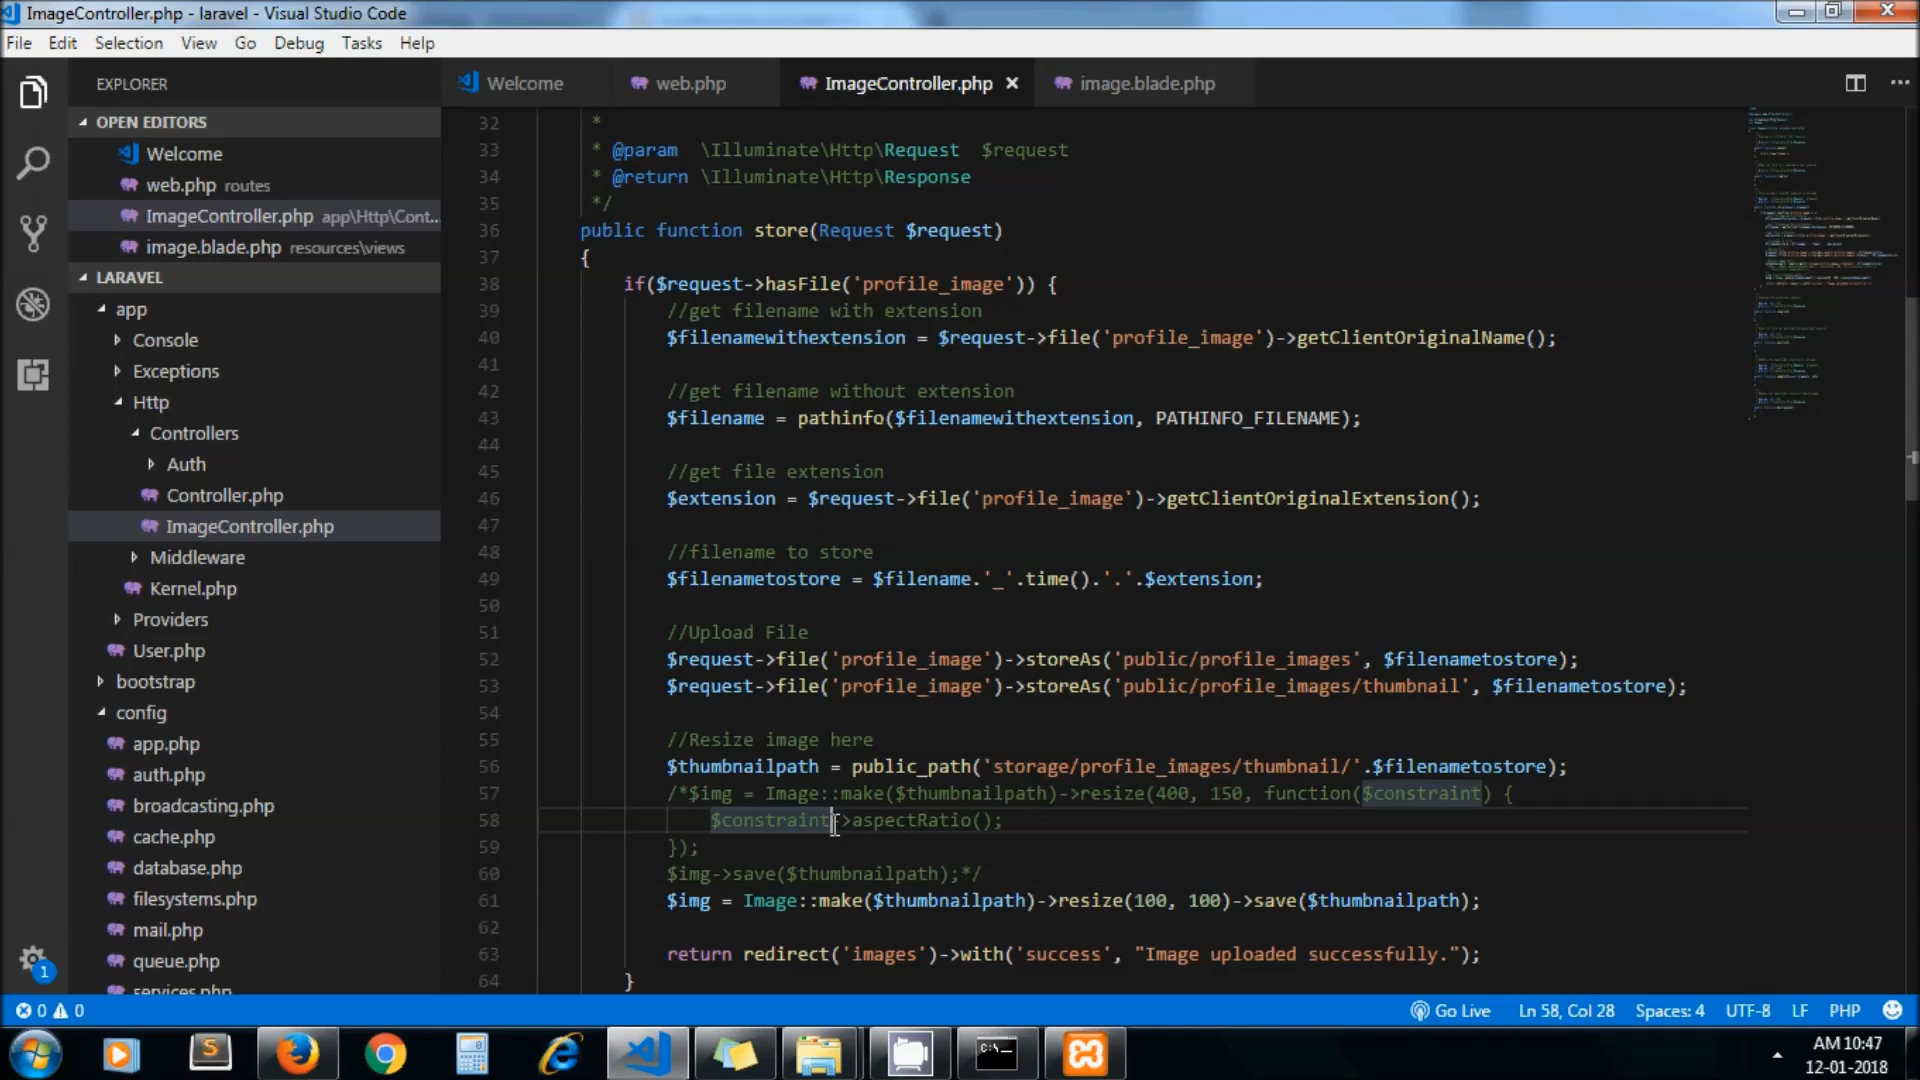 ImageController.php - laravel - Visual Studio Code
File Edit Selection View Go Debug Tasks Help
EXPLORER
OPEN EDITORS
Welcome
web.php routes
ImageController.php app\Http\Cont...
image.blade.php resources\views
LARAVEL
app
Console
Exceptions
Http
Controllers
Auth
Controller.php
ImageController.php
Middleware
Kernel.php
Providers
User.php
bootstrap
config
app.php
auth.php
broadcasting.php
cache.php
database.php
filesystems.php
mail.php
queue.php
services.php
1
Welcome web.php ImageController.php × image.blade.php
32 *
33 * @param \Illuminate\Http\Request $request
34 * @return \Illuminate\Http\Response
35 */
36 public function store(Request $request)
37 {
38 if($request->hasFile('profile_image')) {
39 //get filename with extension
40 $filenamewithextension = $request->file('profile_image')->getClientOriginalName();
41
42 //get filename without extension
43 $filename = pathinfo($filenamewithextension, PATHINFO_FILENAME);
44
45 //get file extension
46 $extension = $request->file('profile_image')->getClientOriginalExtension();
47
48 //filename to store
49 $filenametostore = $filename.'_'.time().'.'.$extension;
50
51 //Upload File
52 $request->file('profile_image')->storeAs('public/profile_images', $filenametostore);
53 $request->file('profile_image')->storeAs('public/profile_images/thumbnail', $filenametostore);
54
55 //Resize image here
56 $thumbnailpath = public_path('storage/profile_images/thumbnail/'.$filenametostore);
57 /*$img = Image::make($thumbnailpath)->resize(400, 150, function($constraint) {
58 $constraint->aspectRatio();
59 });
60 $img->save($thumbnailpath);*/
61 $img = Image::make($thumbnailpath)->resize(100, 100)->save($thumbnailpath);
62
63 return redirect('images')->with('success', "Image uploaded successfully.");
64 }
0 0 Go Live Ln 58, Col 28 Spaces: 4 UTF-8 LF PHP
AM 10:47
12-01-2018